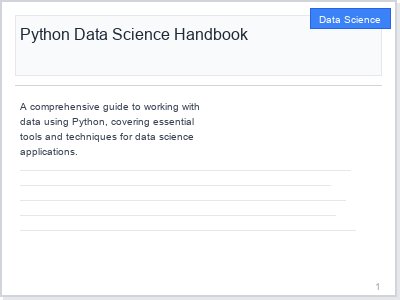 Data Science
Python Data Science Handbook
A comprehensive guide to working with
data using Python, covering essential
tools and techniques for data science
applications.
1